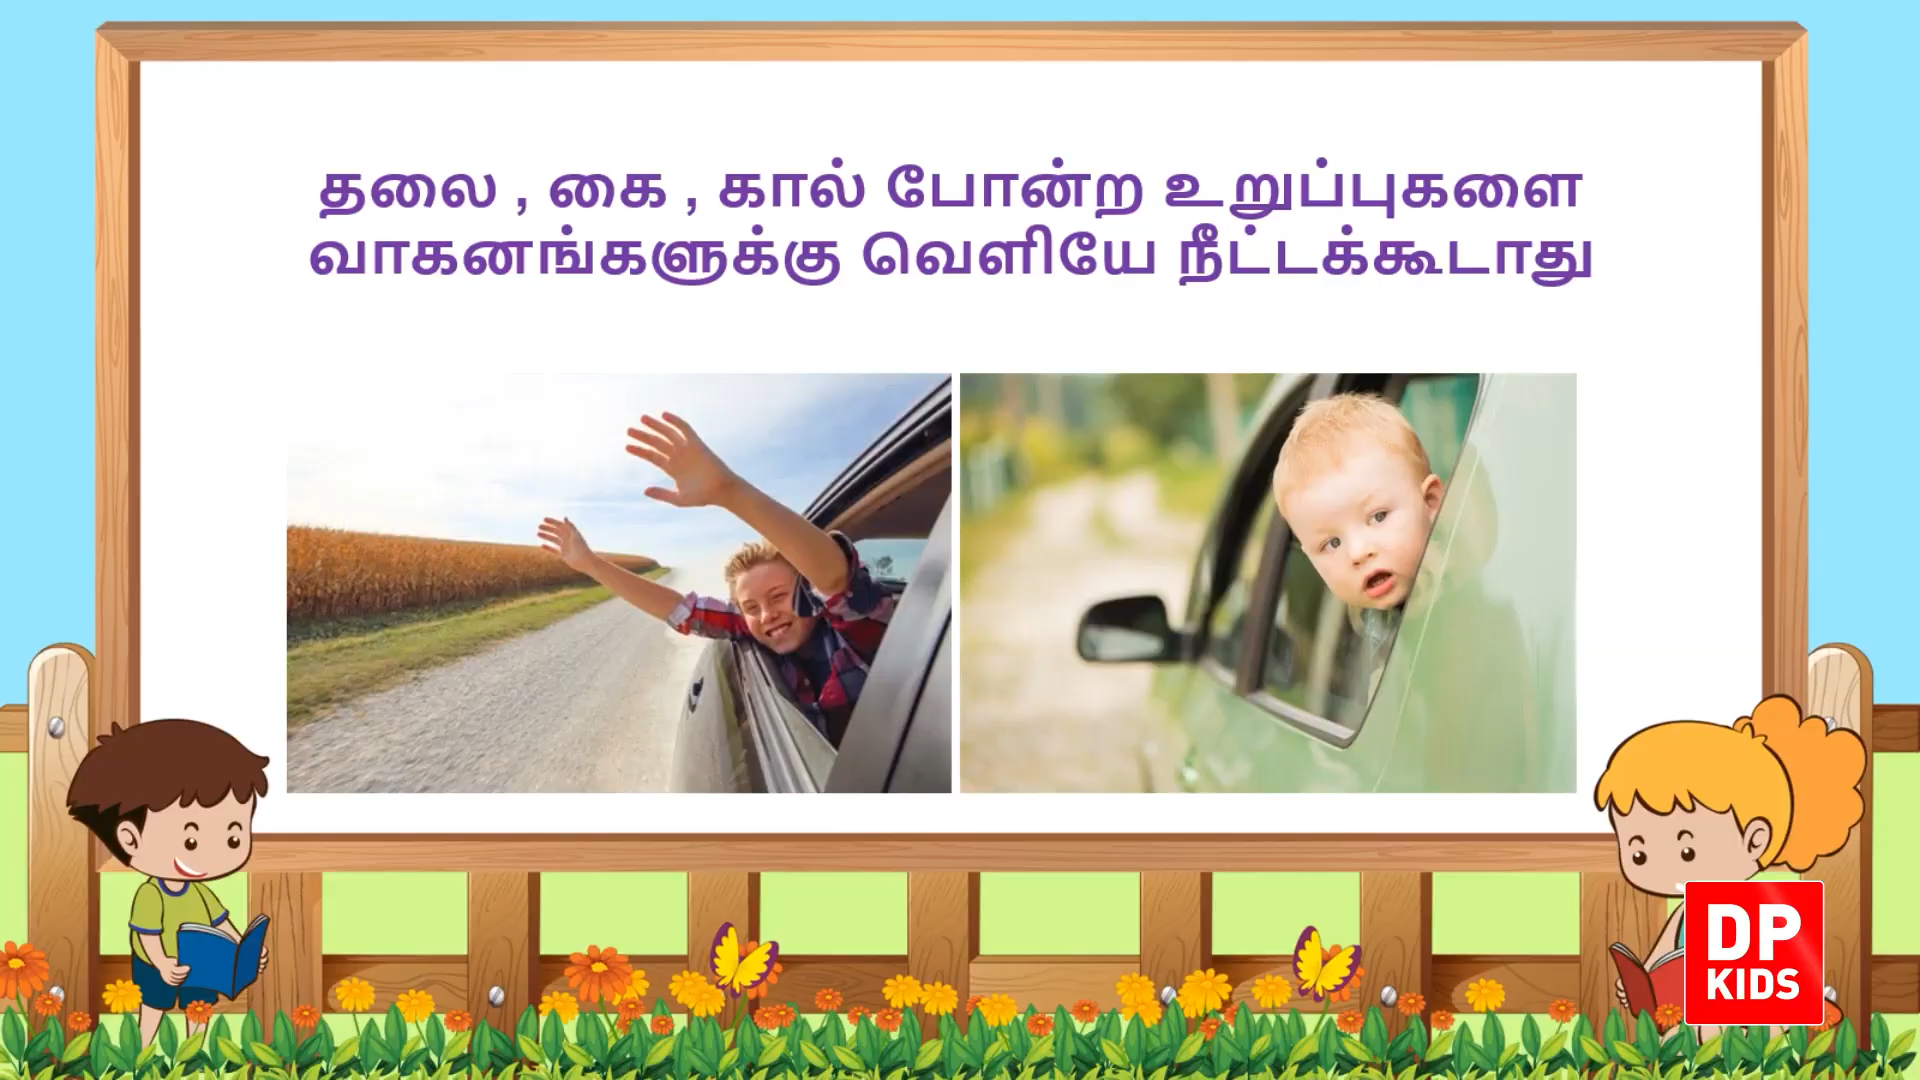 தலை , கை , கால் போன்ற உறுப்புகளை
வாகனங்களுக்கு வெளியே நீட்டக்கூடாது
DP
KIDS